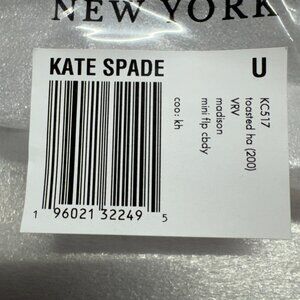 NEW YORK
KATE SPADE U
KC517
toasted ha (200)
VRV
madison
mini flp cbdy
coo: kh
1 96021 32249 5